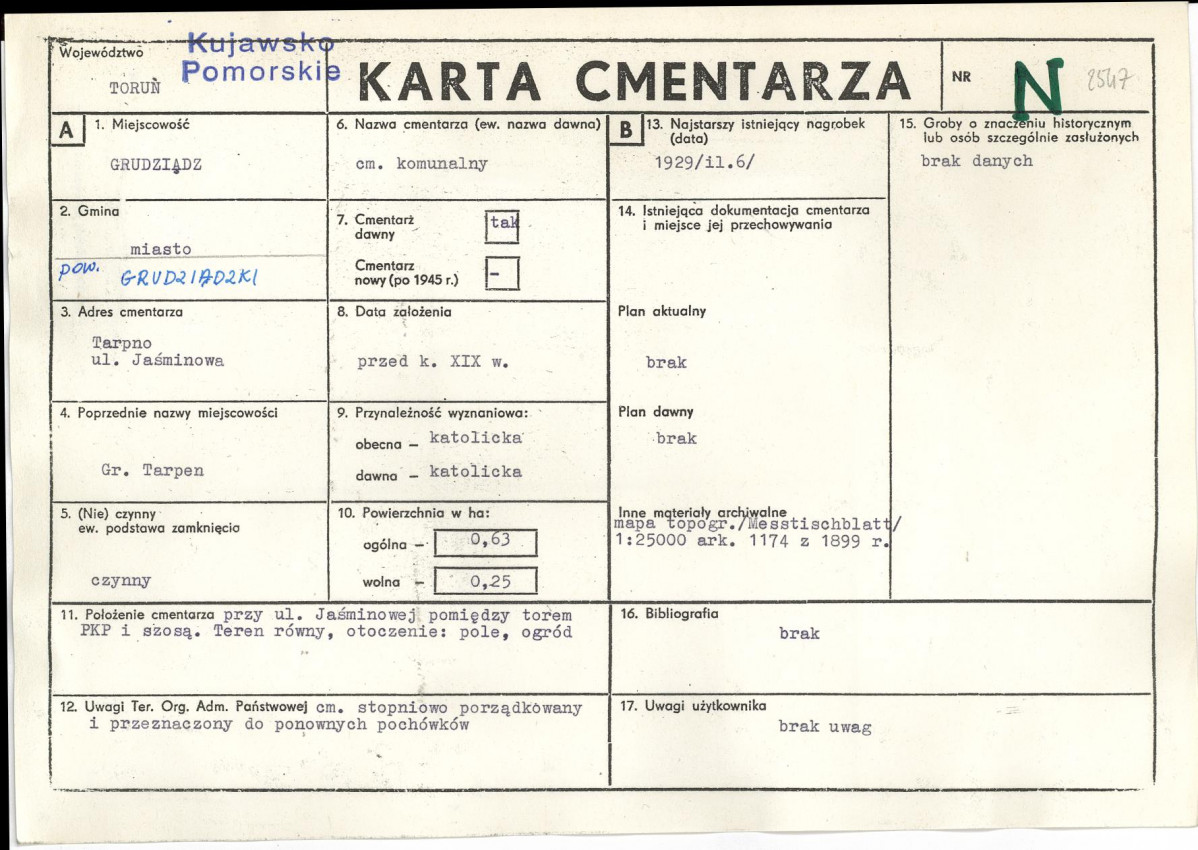 Województwo
TORUŃ
Kujawsko
Pomorskie
KARTA CMENTARZA
NR
N
2547
A
1. Miejscowość
GRUDZIĄDZ
2. Gmina
miasto
pow. GRUDZIĄDZKI
3. Adres cmentarza
Tarpno
ul. Jaśminowa
4. Poprzednie nazwy miejscowości
Gr. Tarpen
5. (Nie) czynny
ew. podstawa zamknięcia
czynny
6. Nazwa cmentarza (ew. nazwa dawna)
cm. komunalny
7. Cmentarz
dawny
tak
Cmentarz
nowy (po 1945 r.)
–
8. Data założenia
przed k. XIX w.
9. Przynależność wyznaniowa:
obecna – katolicka
dawna – katolicka
10. Powierzchnia w ha:
ogólna – 0,63
wolna – 0,25
11. Położenie cmentarza przy ul. Jaśminowej pomiędzy torem
PKP i szosą. Teren równy, otoczenie: pole, ogród
12. Uwagi Ter. Org. Adm. Państwowej cm. stopniowo porządkowany
i przeznaczony do ponownych pochówków
B
13. Najstarszy istniejący nagrobek
(data)
1929/il.6/
14. Istniejąca dokumentacja cmentarza
i miejsce jej przechowywania
Plan aktualny
brak
Plan dawny
brak
Inne materiały archiwalne
mapa topogr./Messtischblatt/
1:25000 ark. 1174 z 1899 r.
15. Groby o znaczeniu historycznym
lub osób szczególnie zasłużonych
brak danych
16. Bibliografia
brak
17. Uwagi użytkownika
brak uwag